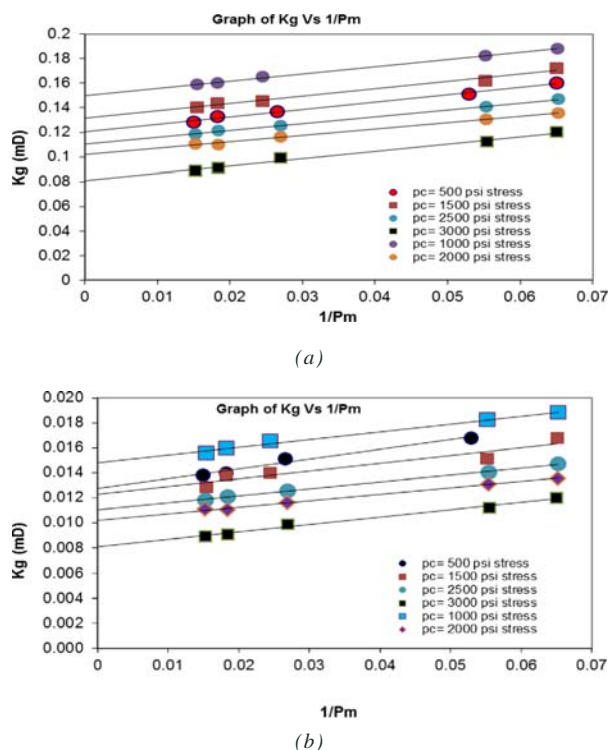 Graph of Kg Vs 1/Pm
0.2
0.18
0.16
0.14
0.12
0.1
0.08
0.06
0.04
0.02
0
Kg (mD)
pc= 500 psi stress
pc= 1500 psi stress
pc= 2500 psi stress
pc= 3000 psi stress
pc= 1000 psi stress
pc= 2000 psi stress
0 0.01 0.02 0.03 0.04 0.05 0.06 0.07
1/Pm
(a)
Graph of Kg Vs 1/Pm
0.020
0.018
0.016
0.014
0.012
0.010
0.008
0.006
0.004
0.002
0.000
Kg (mD)
pc= 500 psi stress
pc= 1500 psi stress
pc= 2500 psi stress
pc= 3000 psi stress
pc= 1000 psi stress
pc= 2000 psi stress
0 0.01 0.02 0.03 0.04 0.05 0.06 0.07
1/Pm
(b)